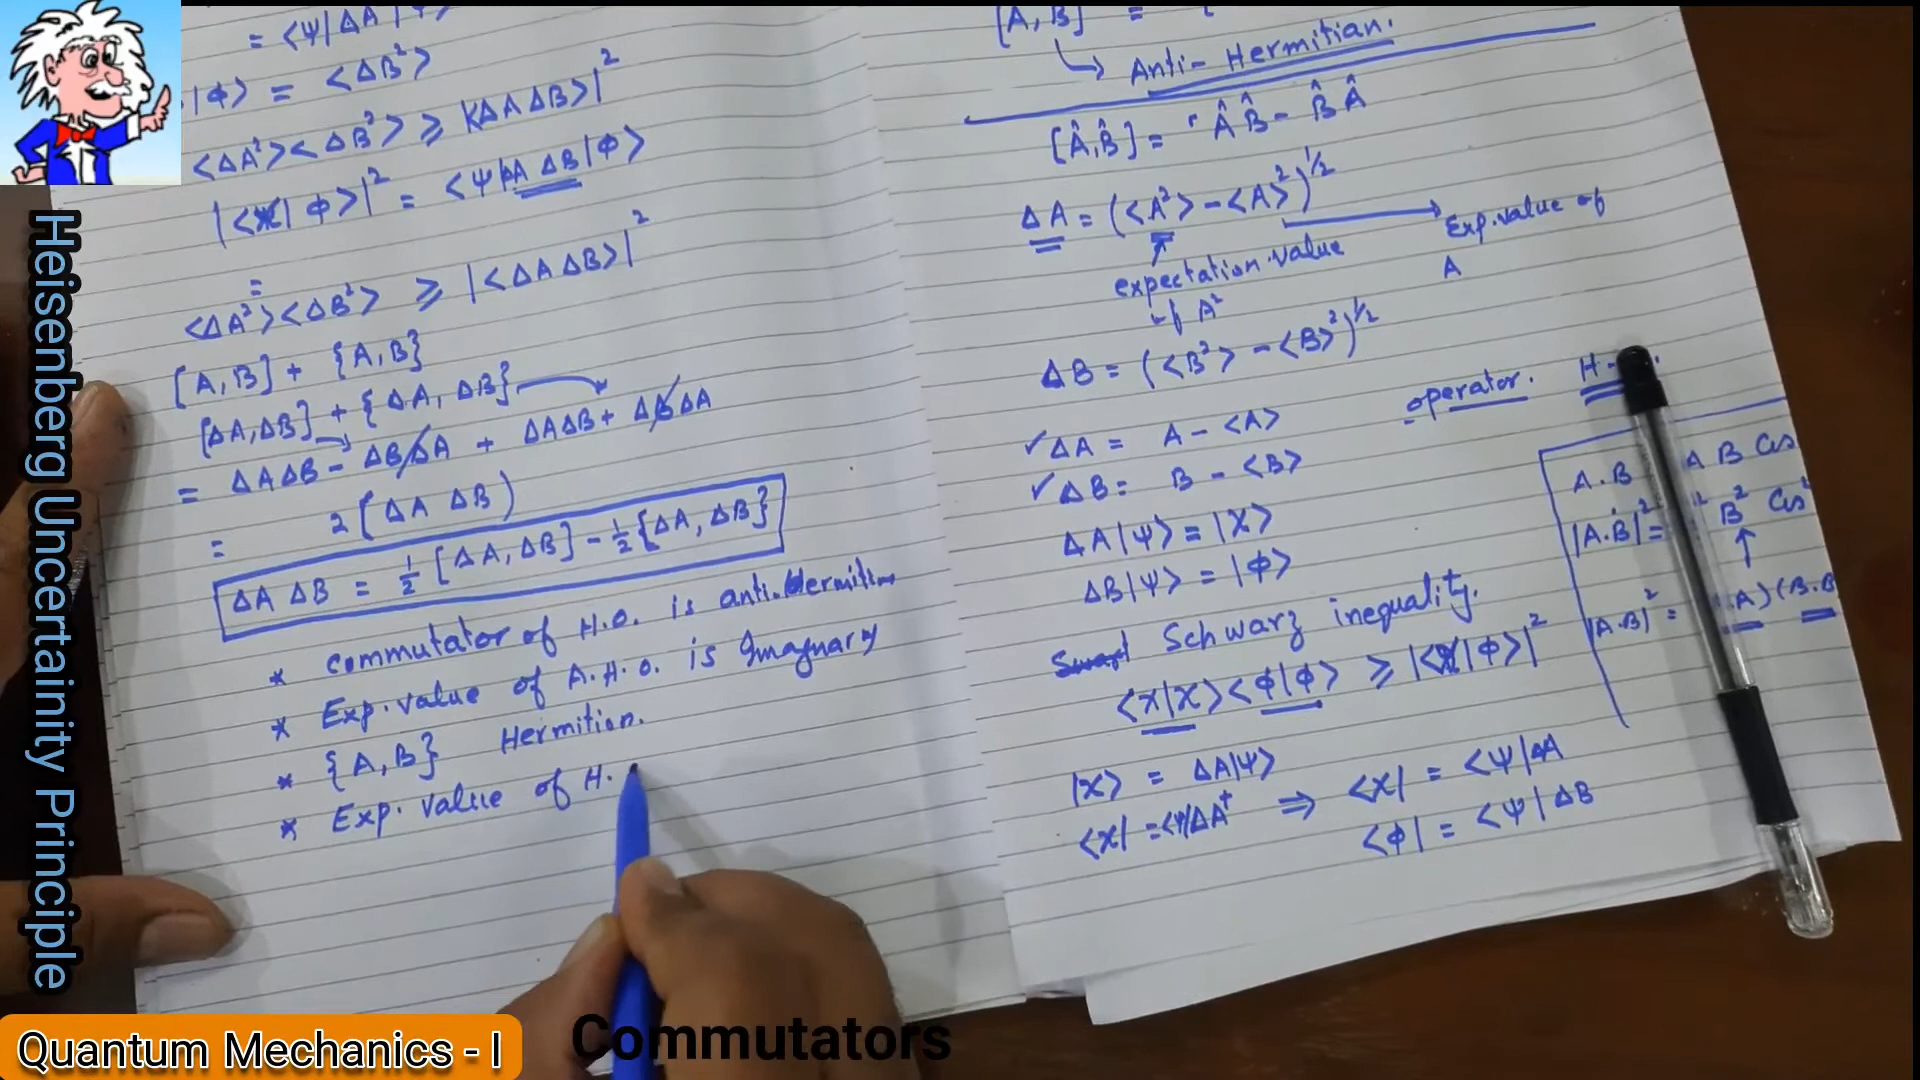 = <ψ|ΔA|
|ϕ> = <ΔB²>
<ΔA²><ΔB²> ≥ |<ΔA ΔB>|²
|<χ|ϕ>|² = <ψ|ΔA ΔB|ϕ>
=
<ΔA²><ΔB²> ≥ |<ΔA ΔB>|²
[A,B] + {A,B}
[ΔA,ΔB] + {ΔA, ΔB}
= ΔAΔB - ΔBΔA + ΔAΔB + ΔBΔA
= 2(ΔA ΔB)
ΔA ΔB = ½ [ΔA, ΔB] - ½ {ΔA, ΔB}
* commutator of H.O. is anti-Hermitian
* Exp. value of A.H.O. is Imaginary
* {A, B} Hermitian.
* Exp. value of H.
[A, B] =
Anti-Hermitian.
[Â,B̂] = ÂB̂ - B̂Â
ΔA = (<A²> - <A>²)^1/2
expectation value
of A²
Exp. value of
A
ΔB = (<B²> - <B>²)^1/2
operator. H.
✓ ΔA = A - <A>
✓ ΔB = B - <B>
ΔA|ψ> = |χ>
ΔB|ψ> = |ϕ>
Schwarz inequality.
<χ|χ><ϕ|ϕ> ≥ |<χ|ϕ>|²
|χ> = ΔA|ψ>
<χ| = <ψ|ΔA† ⇒ <χ| = <ψ|ΔA
<ϕ| = <ψ|ΔB
A.B A B Cos
|A.B|² = ² B² Cos²
|A.B|² = A)(B.B
Heisenberg Uncertainity Principle
Quantum Mechanics - I
Commutators